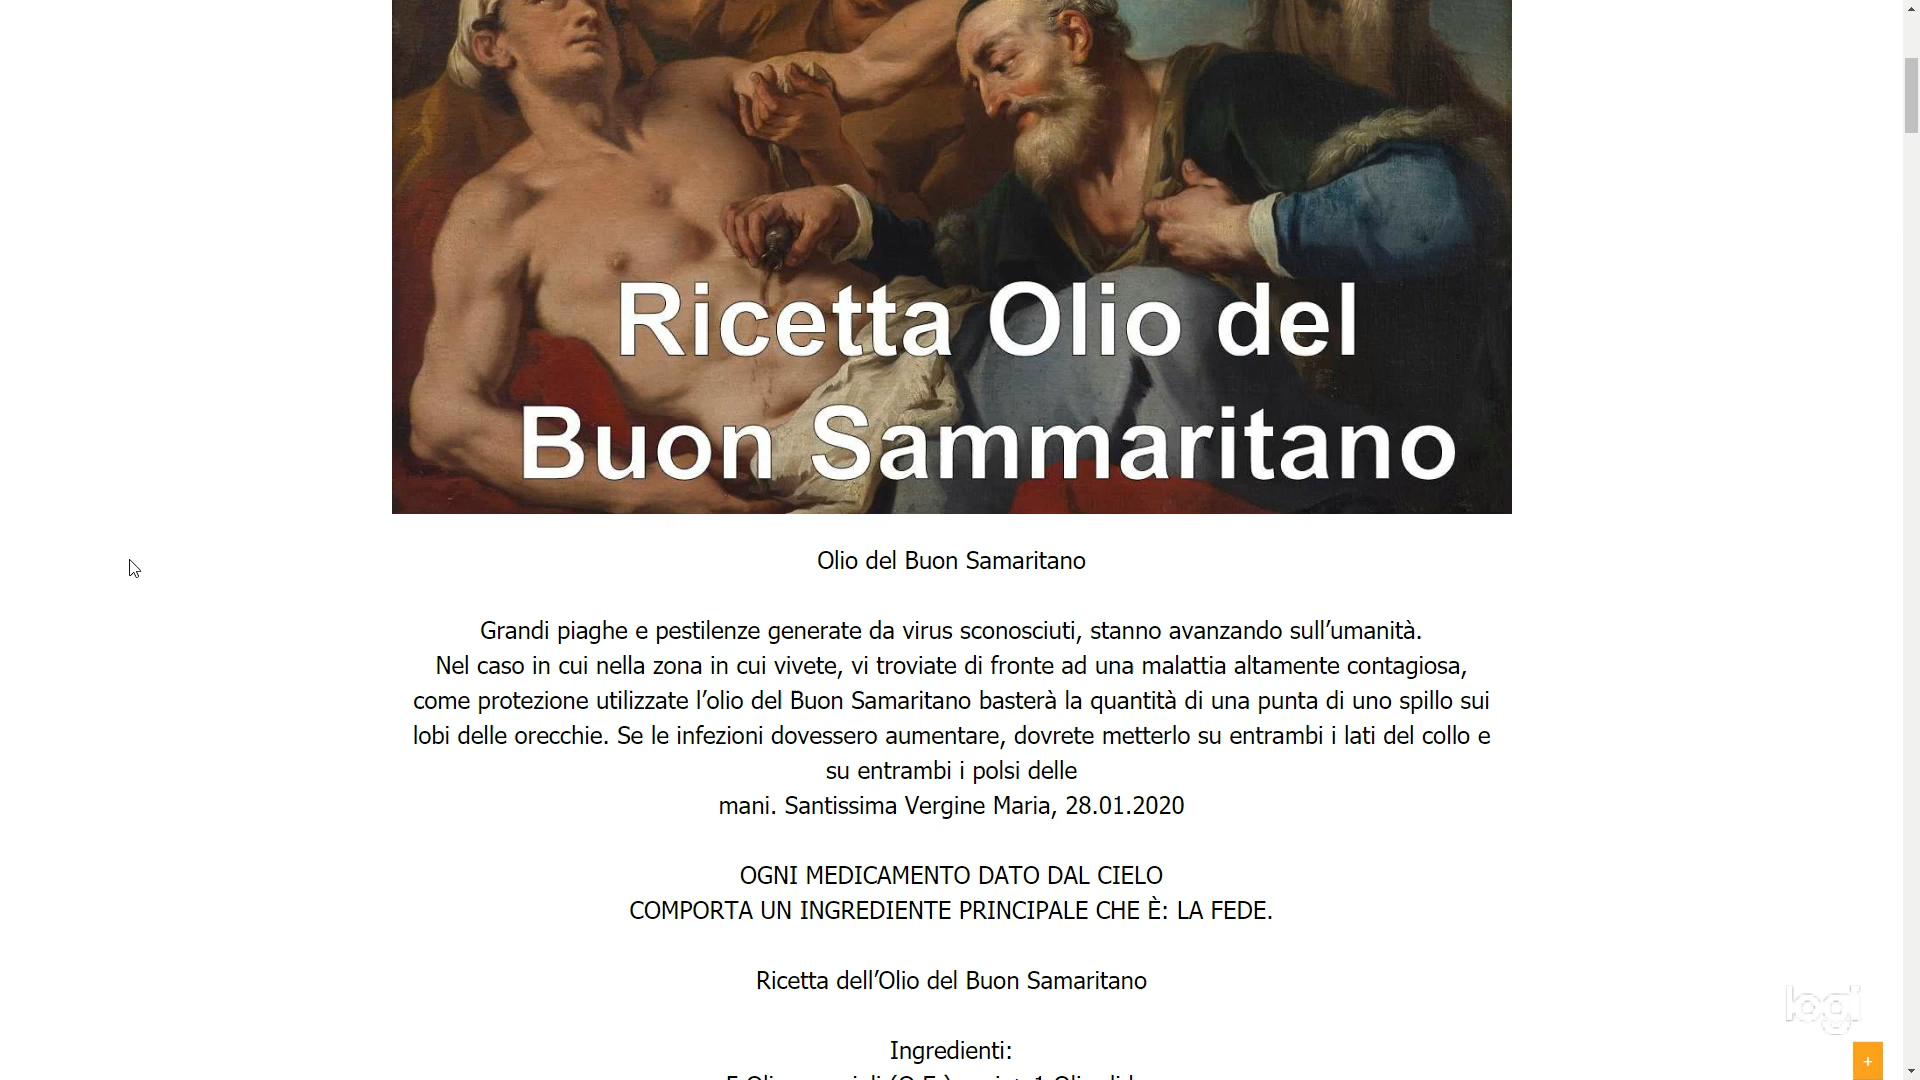 Ricetta Olio del
Buon Sammaritano
Olio del Buon Samaritano
Grandi piaghe e pestilenze generate da virus sconosciuti, stanno avanzando sull’umanità.
Nel caso in cui nella zona in cui vivete, vi troviate di fronte ad una malattia altamente contagiosa,
come protezione utilizzate l’olio del Buon Samaritano basterà la quantità di una punta di uno spillo sui
lobi delle orecchie. Se le infezioni dovessero aumentare, dovrete metterlo su entrambi i lati del collo e
su entrambi i polsi delle
mani. Santissima Vergine Maria, 28.01.2020
OGNI MEDICAMENTO DATO DAL CIELO
COMPORTA UN INGREDIENTE PRINCIPALE CHE È: LA FEDE.
Ricetta dell’Olio del Buon Samaritano
logi
Ingredienti:
+